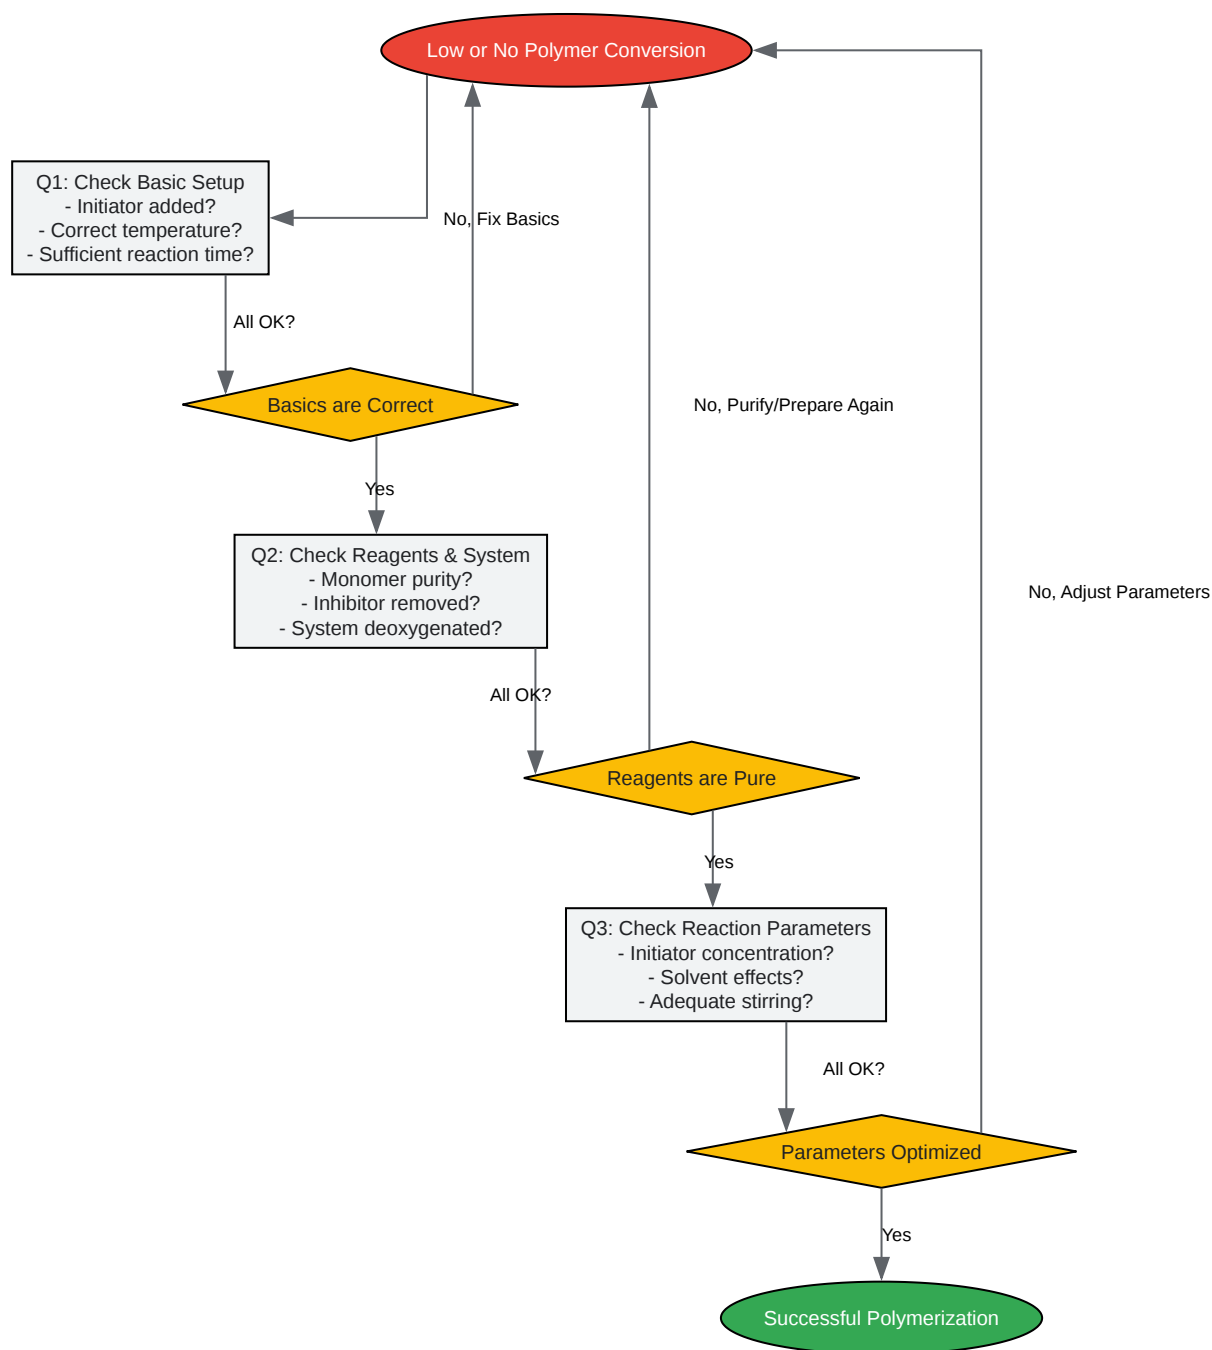 Low or No Polymer Conversion
Q1: Check Basic Setup
- Initiator added?
- Correct temperature?
- Sufficient reaction time?
No, Fix Basics
All OK?
Basics are Correct
No, Purify/Prepare Again
Yes
Q2: Check Reagents & System
- Monomer purity?
- Inhibitor removed?
- System deoxygenated?
No, Adjust Parameters
All OK?
Reagents are Pure
Yes
Q3: Check Reaction Parameters
- Initiator concentration?
- Solvent effects?
- Adequate stirring?
All OK?
Parameters Optimized
Yes
Successful Polymerization